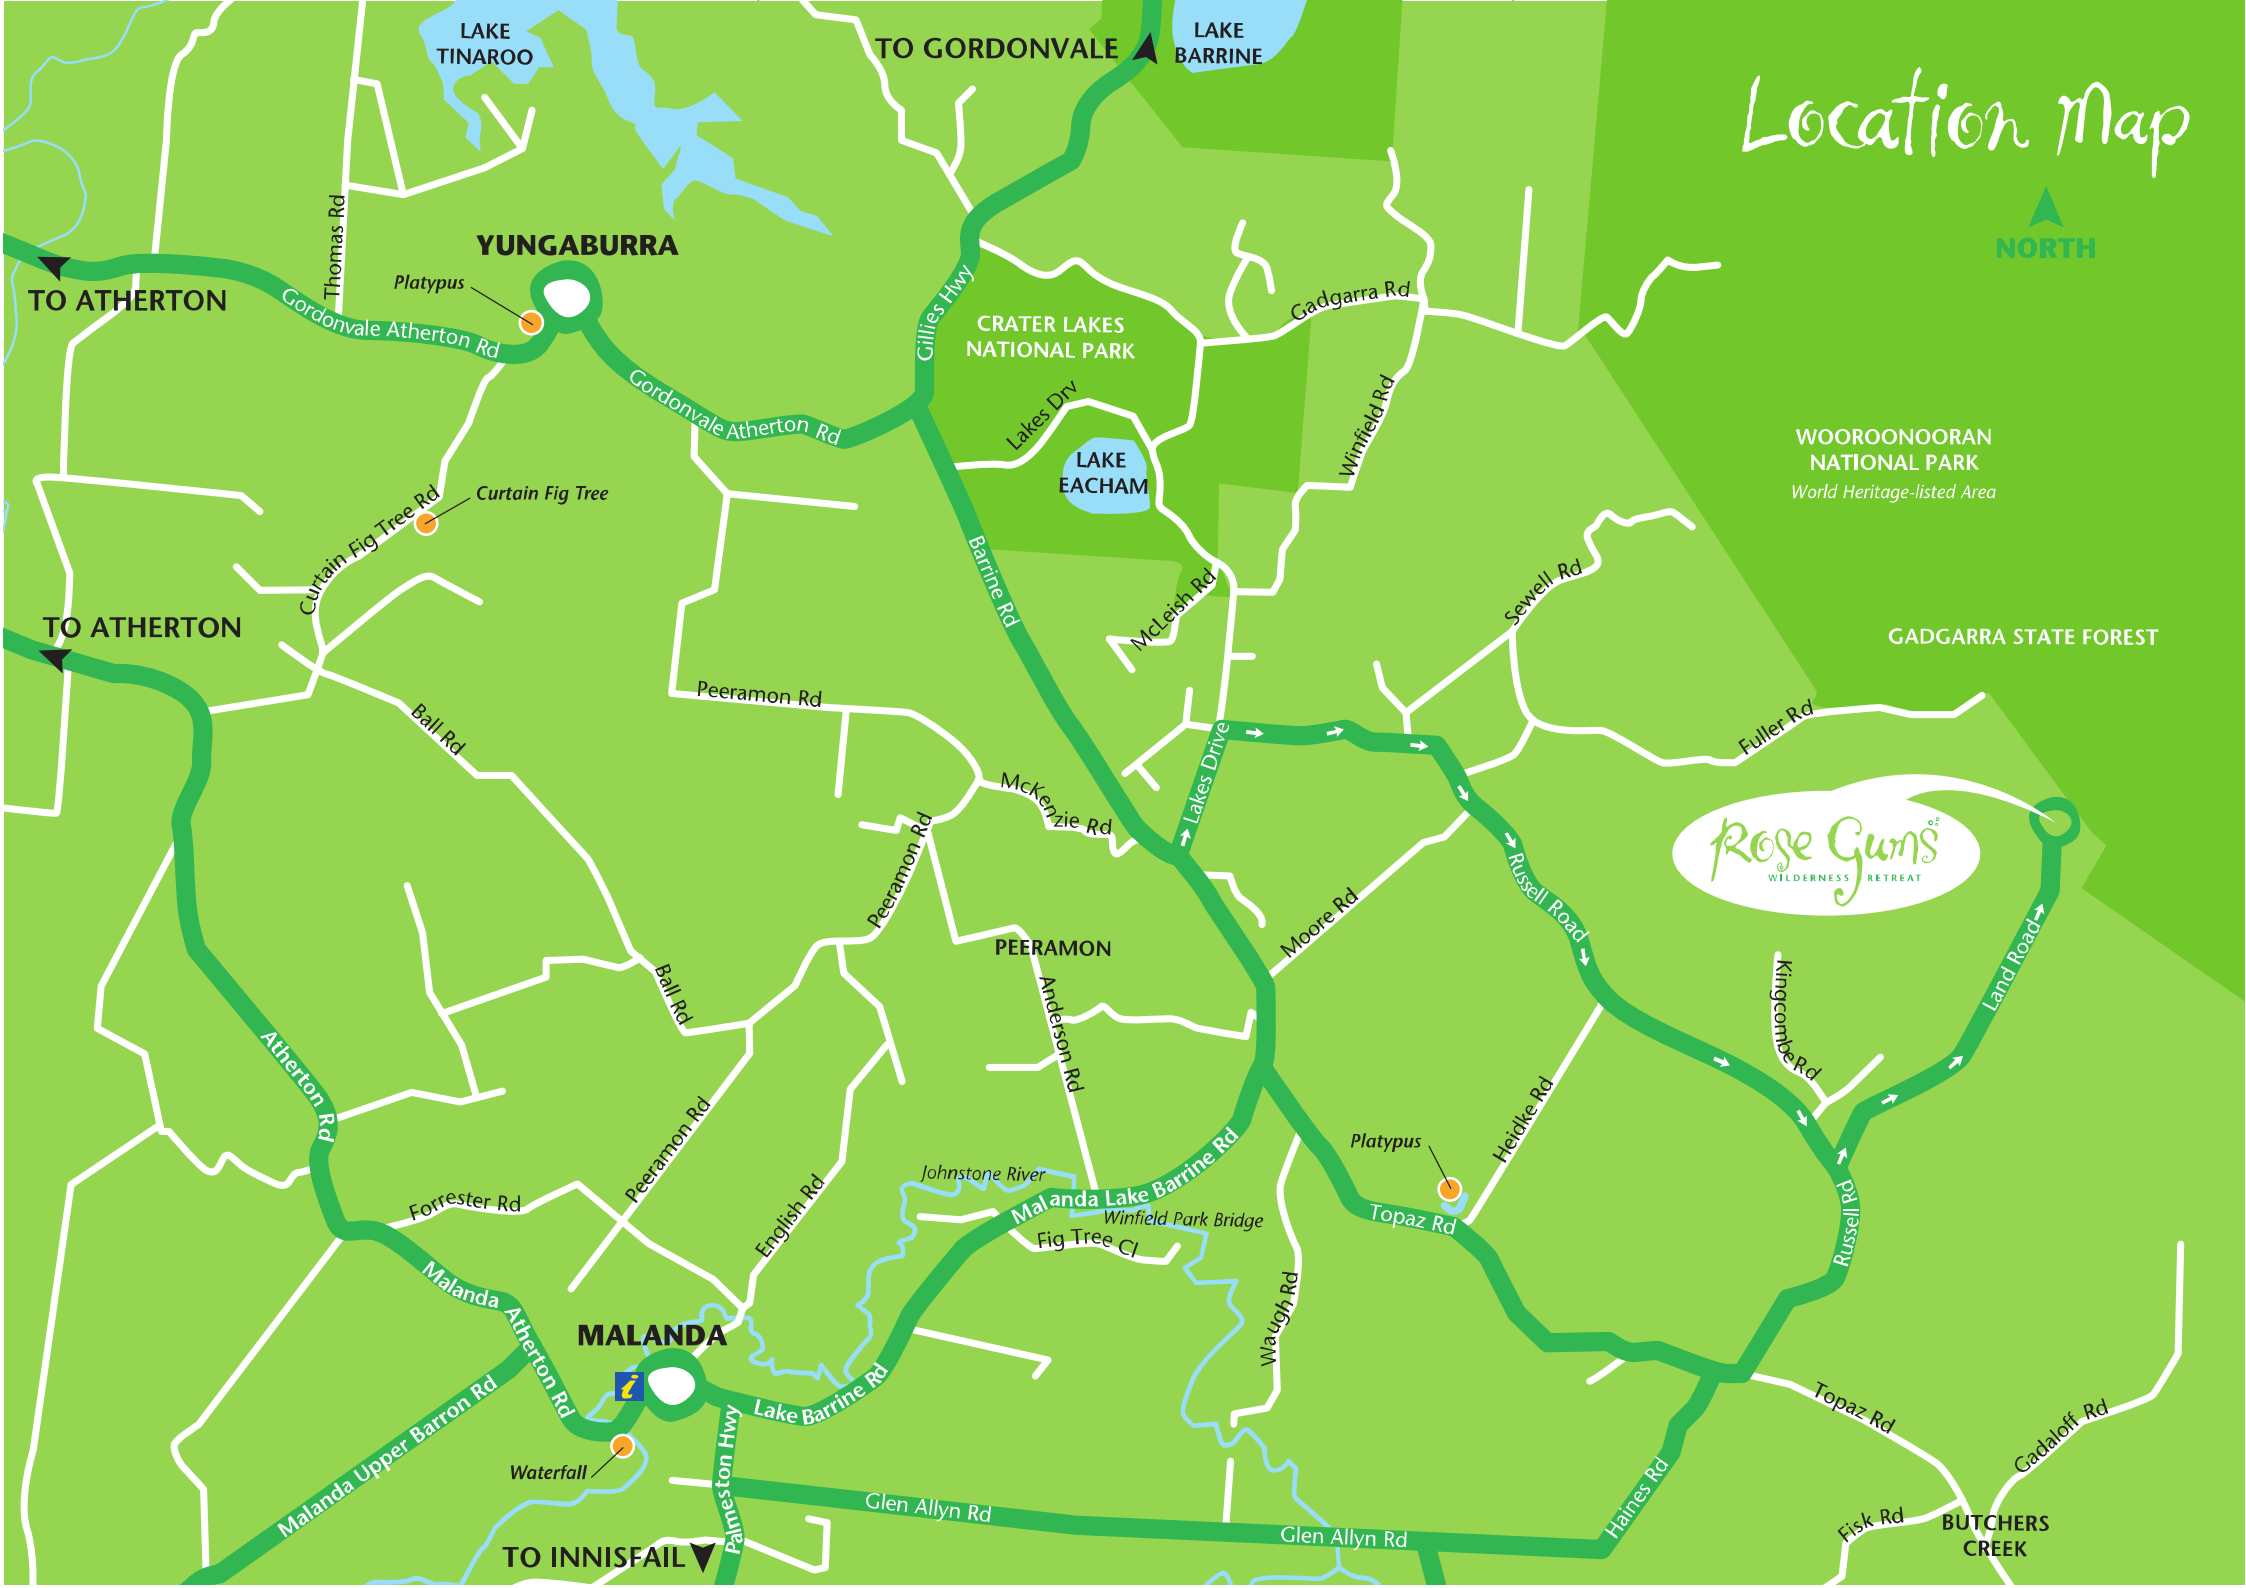 LAKE
TINAROO
TO GORDONVALE
LAKE
BARRINE
Location Map
NORTH
Thomas Rd
YUNGABURRA
Platypus
TO ATHERTON
Gordonvale Atherton Rd
Gordonvale Atherton Rd
Gillies Hwy
CRATER LAKES
NATIONAL PARK
Gadgarra Rd
Lakes Drv
Winfield Rd
LAKE
EACHAM
WOOROONOORAN
NATIONAL PARK
World Heritage-listed Area
Curtain Fig Tree Rd
Curtain Fig Tree
Barrine Rd
McLeish Rd
Sewell Rd
TO ATHERTON
GADGARRA STATE FOREST
Peeramon Rd
Ball Rd
Fuller Rd
McKenzie Rd
Lakes Drive
Peeramon Rd
Rose Gums
WILDERNESS RETREAT
Russell Road
Moore Rd
PEERAMON
Ball Rd
Anderson Rd
Kingcombe Rd
Land Road
Atherton Rd
Peeramon Rd
Heidke Rd
Platypus
Johnstone River
Malanda Lake Barrine Rd
Winfield Park Bridge
Fig Tree Cl
Forrester Rd
English Rd
Topaz Rd
Russell Rd
Waugh Rd
Malanda Atherton Rd
MALANDA
i
Lake Barrine Rd
Malanda Upper Barron Rd
Palmeston Hwy
Waterfall
Glen Allyn Rd
Glen Allyn Rd
Haines Rd
Topaz Rd
Gadaloff Rd
Fisk Rd
BUTCHERS
CREEK
TO INNISFAIL